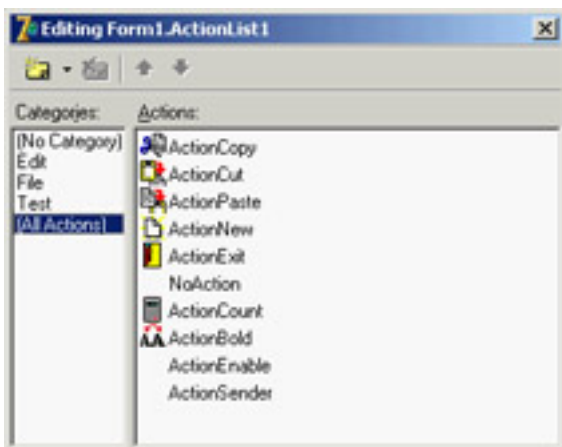 Editing Form1.ActionList1
Categories:
(No Category)
Edit
File
Test
(All Actions)
Actions:
ActionCopy
ActionCut
ActionPaste
ActionNew
ActionExit
NoAction
ActionCount
ActionBold
ActionEnable
ActionSender